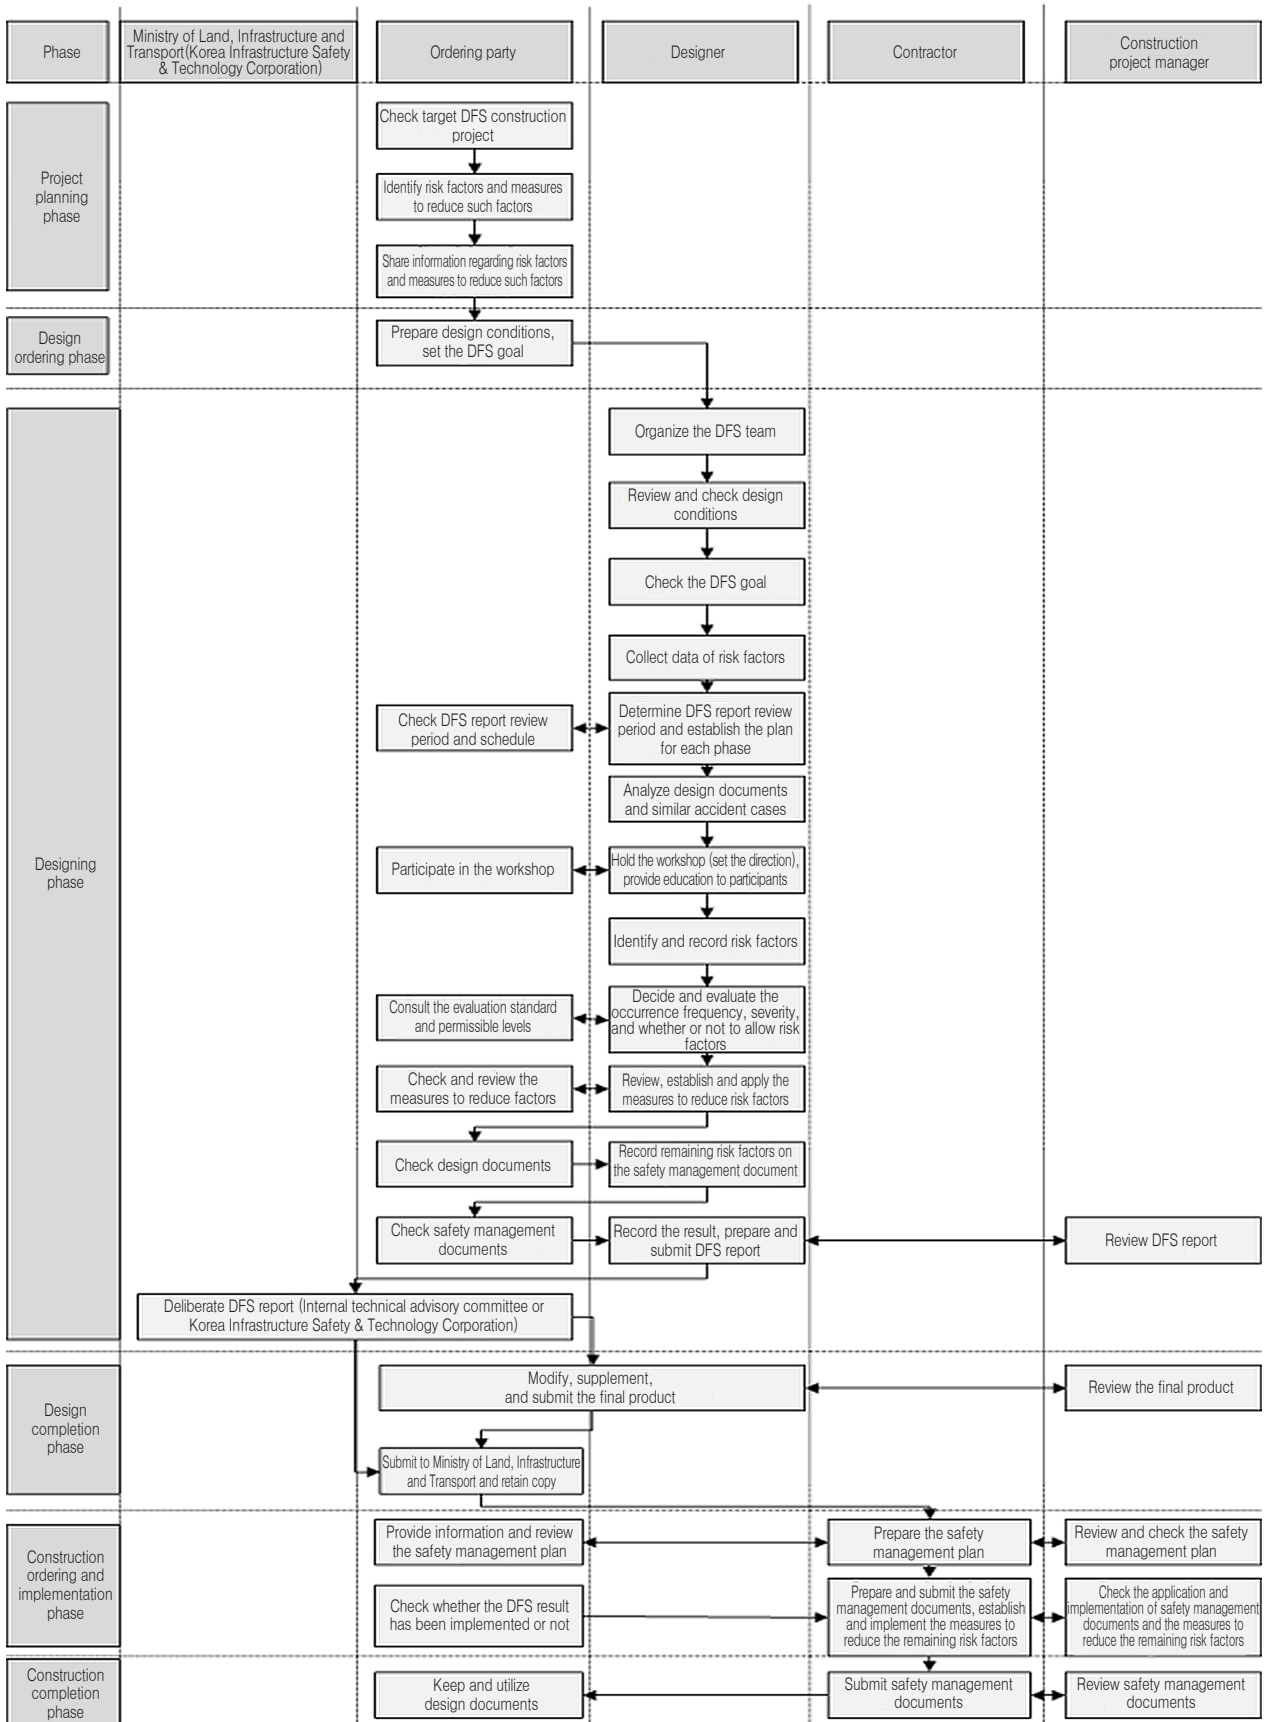 Phase
Ministry of Land, Infrastructure and
Transport(Korea Infrastructure Safety
& Technology Corporation)
Ordering party
Designer
Contractor
Construction
project manager
Project
planning
phase
Check target DFS construction
project
Identify risk factors and measures
to reduce such factors
Share information regarding risk factors
and measures to reduce such factors
Design
ordering phase
Prepare design conditions,
set the DFS goal
Designing
phase
Organize the DFS team
Review and check design
conditions
Check the DFS goal
Collect data of risk factors
Check DFS report review
period and schedule
Determine DFS report review
period and establish the plan
for each phase
Analyze design documents
and similar accident cases
Participate in the workshop
Hold the workshop (set the direction),
provide education to participants
Identify and record risk factors
Consult the evaluation standard
and permissible levels
Decide and evaluate the
occurrence frequency, severity,
and whether or not to allow risk
factors
Check and review the
measures to reduce factors
Review, establish and apply the
measures to reduce risk factors
Check design documents
Record remaining risk factors on
the safety management document
Check safety management
documents
Record the result, prepare and
submit DFS report
Review DFS report
Deliberate DFS report (Internal technical advisory committee or
Korea Infrastructure Safety & Technology Corporation)
Design
completion
phase
Modify, supplement,
and submit the final product
Review the final product
Submit to Ministry of Land, Infrastructure
and Transport and retain copy
Construction
ordering and
implementation
phase
Provide information and review
the safety management plan
Prepare the safety
management plan
Review and check the safety
management plan
Check whether the DFS result
has been implemented or not
Prepare and submit the safety
management documents, establish
and implement the measures to
reduce the remaining risk factors
Check the application and
implementation of safety management
documents and the measures to
reduce the remaining risk factors
Construction
completion
phase
Keep and utilize
design documents
Submit safety management
documents
Review safety management
documents